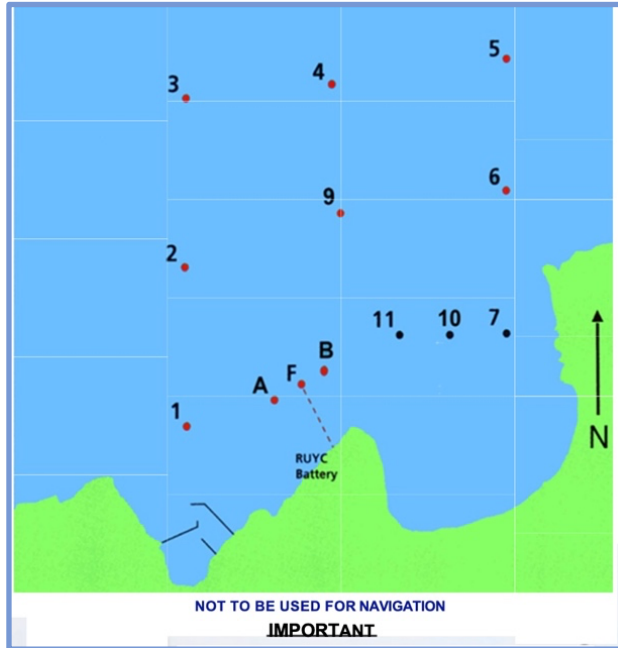 5
4
3
6
9
2
11 10 7
B
F
A
1
N
RUYC
Battery
NOT TO BE USED FOR NAVIGATION
IMPORTANT